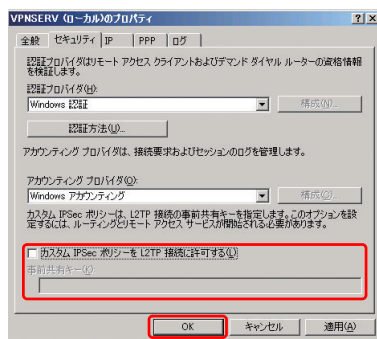 VPNSERV (ローカル)のプロパティ
全般 セキュリティ IP PPP ログ
認証プロバイダはリモート アクセス クライアントおよびデマンド ダイヤル ルーターの資格情報
を検証します。
認証プロバイダ(H):
Windows 認証 構成(N)...
認証方法(U)...
アカウンティング プロバイダは、接続要求およびセッションのログを管理します。
アカウンティング プロバイダ(O):
Windows アカウンティング 構成(G)...
カスタム IPSec ポリシーは、L2TP 接続の事前共有キーを指定します。このオプションを設
定するには、ルーティングとリモート アクセス サービスが開始される必要があります。
カスタム IPSec ポリシーを L2TP 接続に許可する(L)
事前共有キー(K):
OK キャンセル 適用(A)